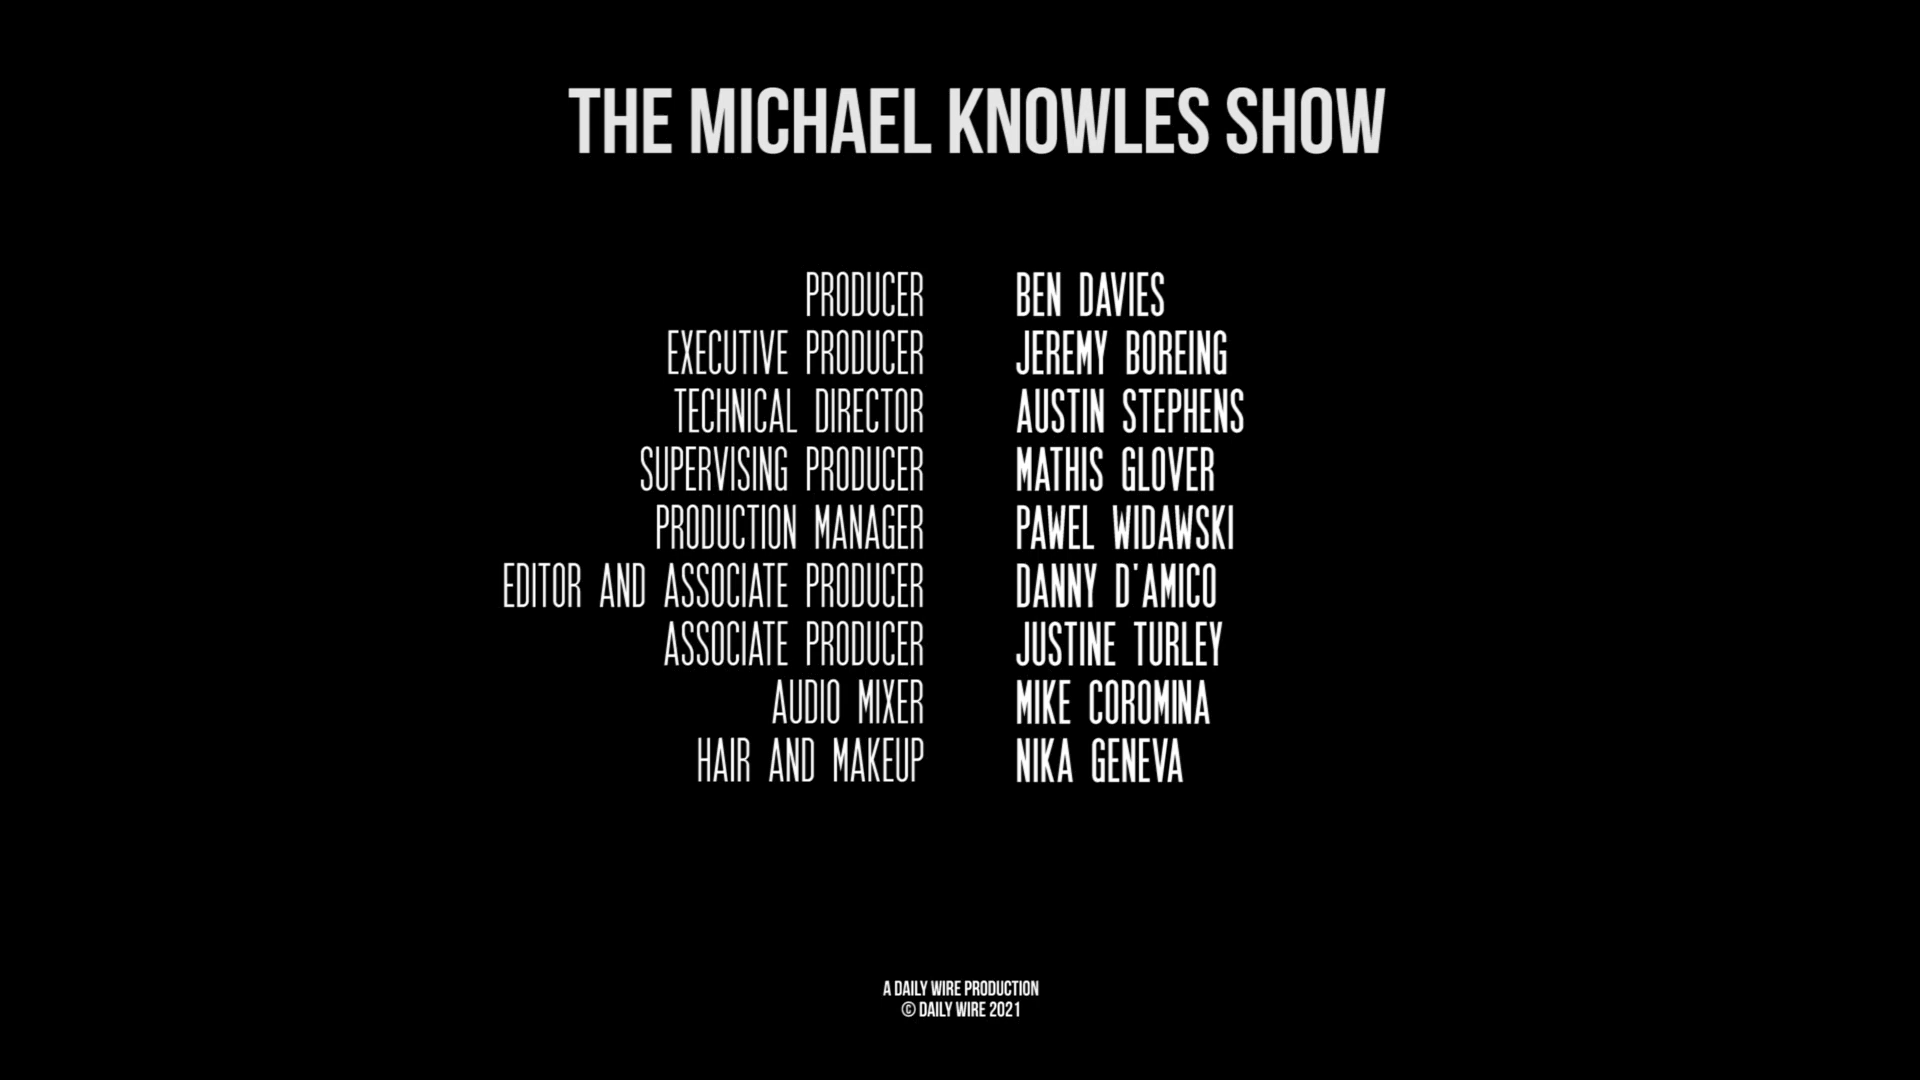 THE MICHAEL KNOWLES SHOW
PRODUCER BEN DAVIES
EXECUTIVE PRODUCER JEREMY BOREING
TECHNICAL DIRECTOR AUSTIN STEPHENS
SUPERVISING PRODUCER MATHIS GLOVER
PRODUCTION MANAGER PAWEL WIDAWSKI
EDITOR AND ASSOCIATE PRODUCER DANNY D'AMICO
ASSOCIATE PRODUCER JUSTINE TURLEY
AUDIO MIXER MIKE COROMINA
HAIR AND MAKEUP NIKA GENEVA
A DAILY WIRE PRODUCTION
© DAILY WIRE 2021